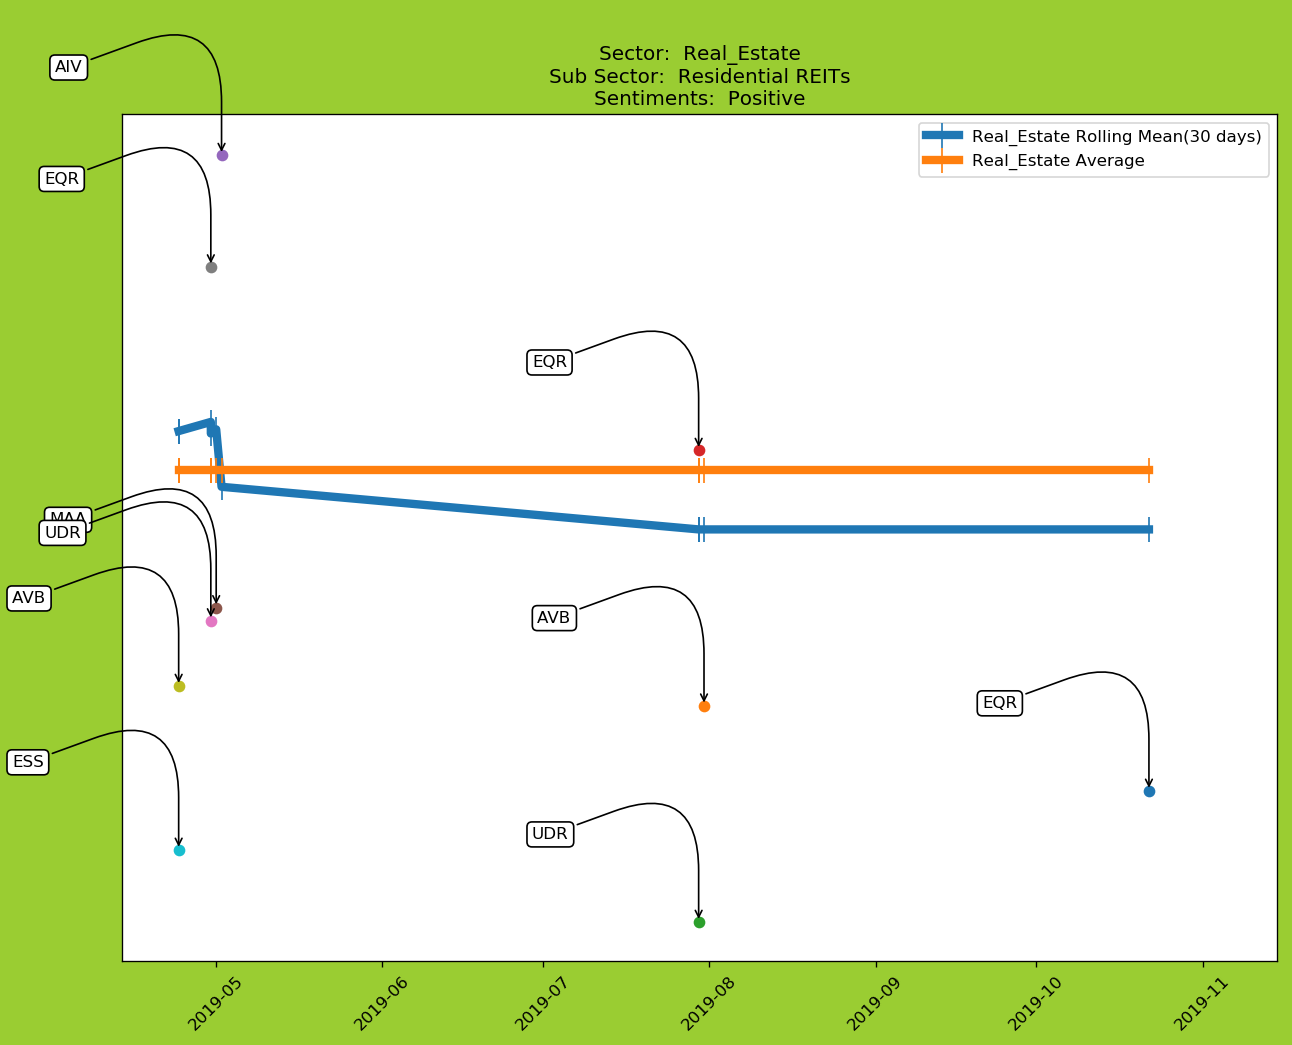 AIV
Sector:  Real_Estate
Sub Sector:  Residential REITs
Sentiments:  Positive
Real_Estate Rolling Mean(30 days)
Real_Estate Average
EQR
EQR
MAA
UDR
AVB
AVB
EQR
ESS
UDR
2019-05
2019-06
2019-07
2019-08
2019-09
2019-10
2019-11